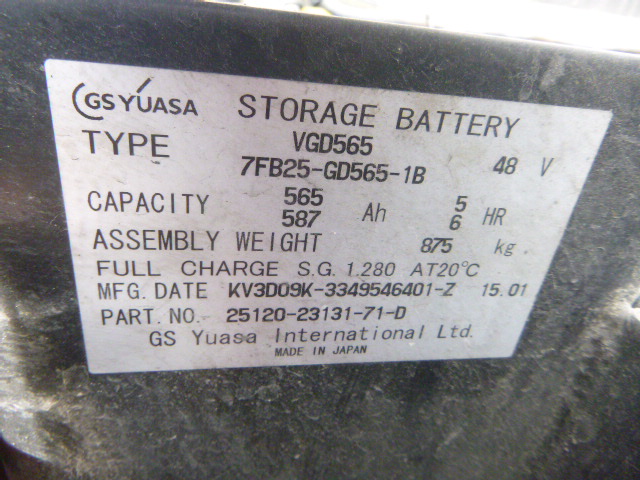 GS YUASA STORAGE BATTERY
TYPE VGD565
7FB25-GD565-1B 48 V
CAPACITY 565 Ah 5 HR
587 6
ASSEMBLY WEIGHT 875 kg.
FULL CHARGE S.G. 1.280 AT20°C
MFG. DATE KV3D09K-3349546401-Z 15.01
PART. NO. 25120-23131-71-D
GS Yuasa International Ltd.
MADE IN JAPAN